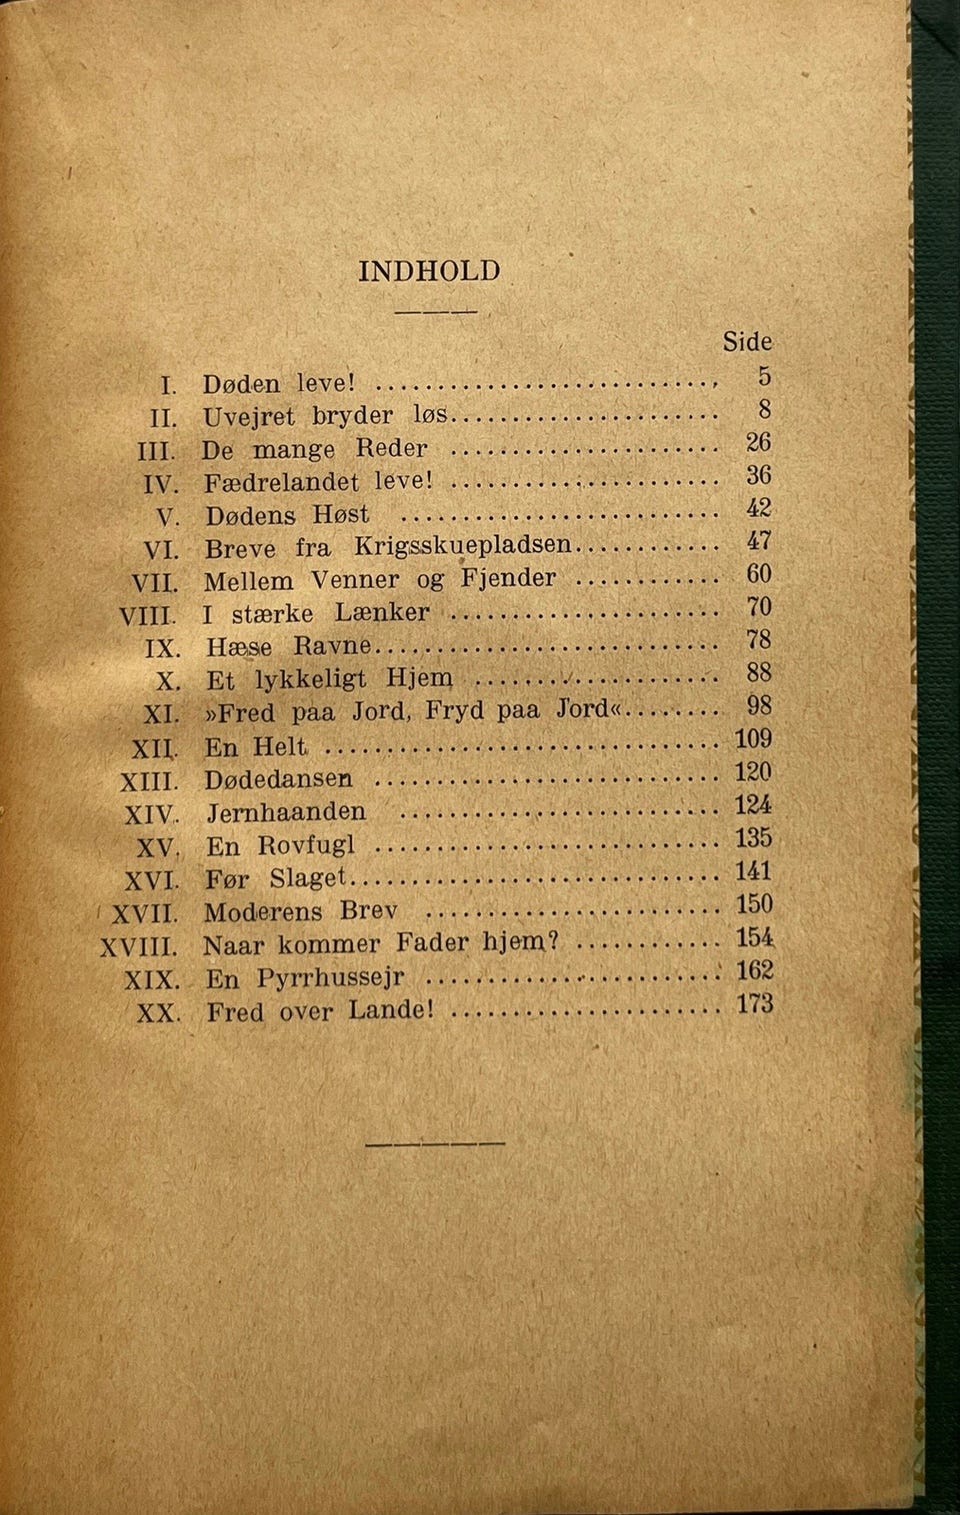 INDHOLD
Side
I. Døden leve! ............................ 5
II. Uvejret bryder løs...................... 8
III. De mange Reder ...................... 26
IV. Fædrelandet leve! ...................... 36
V. Dødens Høst .......................... 42
VI. Breve fra Krigsskuepladsen............ 47
VII. Mellem Venner og Fjender ............ 60
VIII. I stærke Lænker ...................... 70
IX. Hæse Ravne............................ 78
X. Et lykkeligt Hjem .................... 88
XI. »Fred paa Jord, Fryd paa Jord«........ 98
XII. En Helt ................................ 109
XIII. Dødedansen ............................ 120
XIV. Jernhaanden .......................... 124
XV. En Rovfugl ............................ 135
XVI. Før Slaget.............................. 141
XVII. Moderens Brev ........................ 150
XVIII. Naar kommer Fader hjem? ............ 154
XIX. En Pyrrhussejr ........................ 162
XX. Fred over Lande! ...................... 173